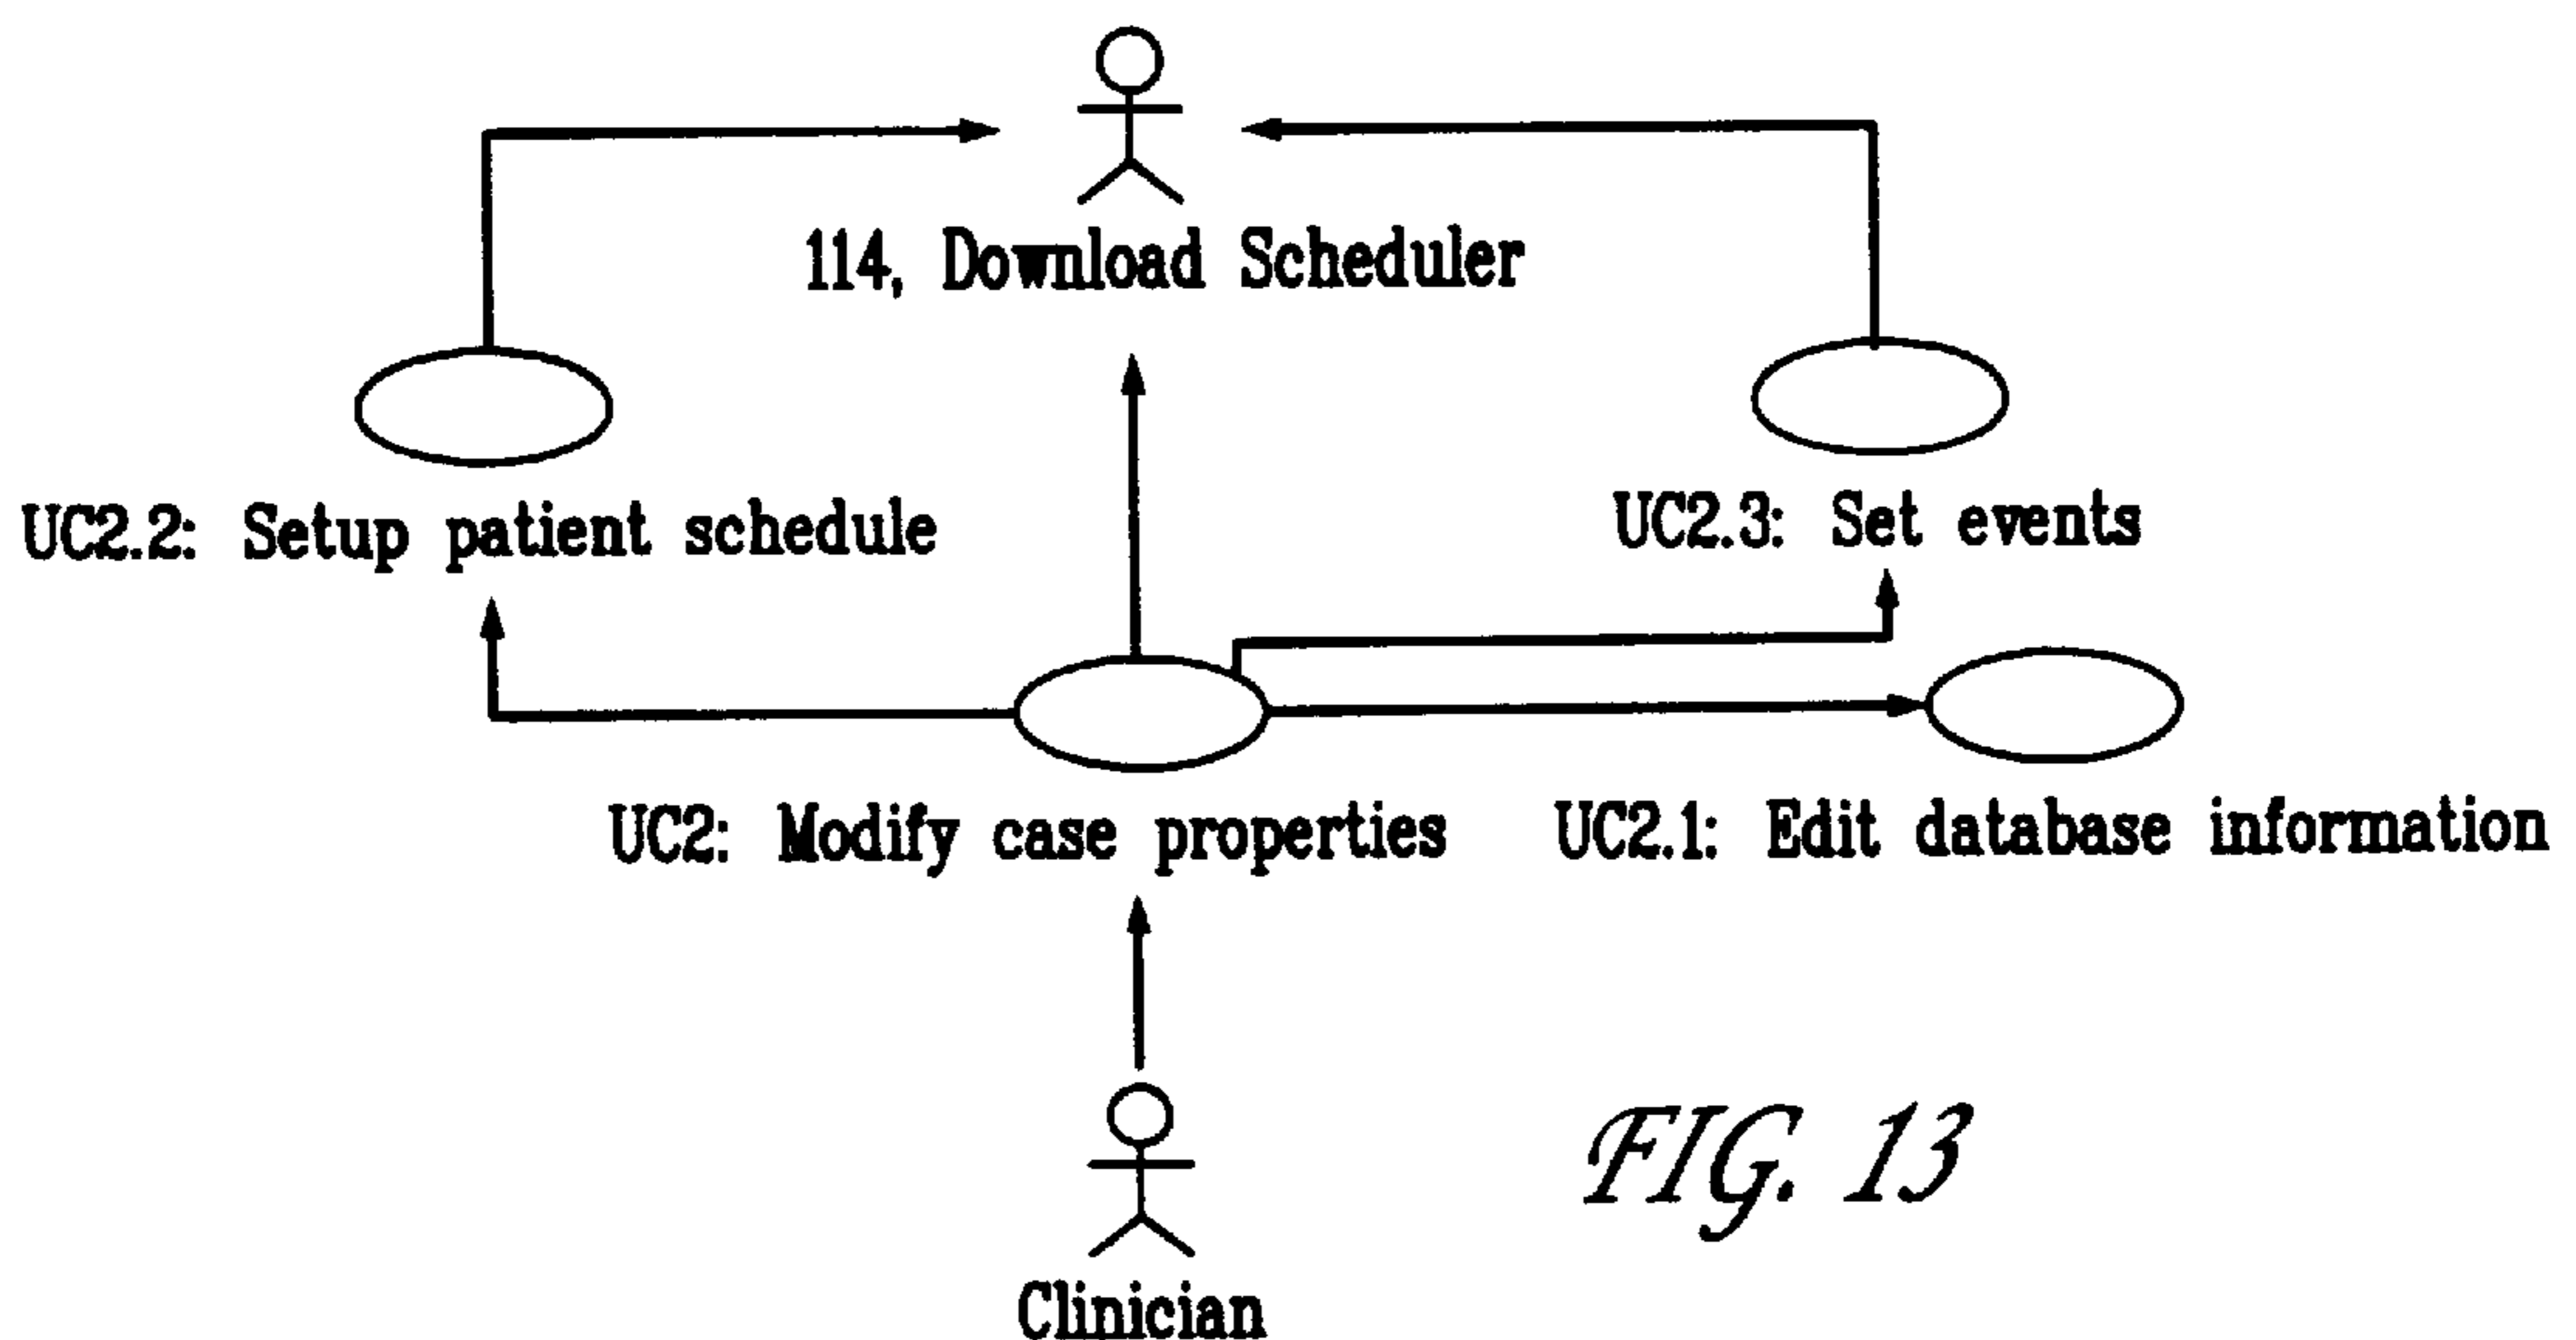 114, Download Scheduler
UC2.2: Setup patient schedule
UC2.3: Set events
UC2: Modify case properties
UC2.1: Edit database information
FIG. 13
Clinician